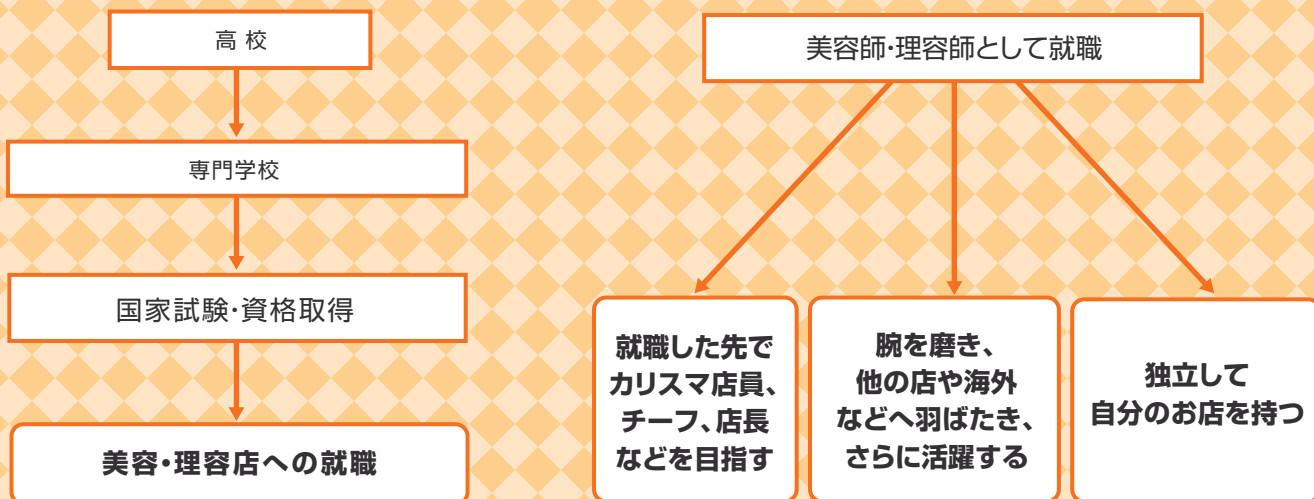 高校
専門学校
国家試験・資格取得
美容・理容店への就職
美容師・理容師として就職
就職した先で
カリスマ店員、
チーフ、店長
などを目指す
腕を磨き、
他の店や海外
などへ羽ばたき、
さらに活躍する
独立して
自分のお店を持つ